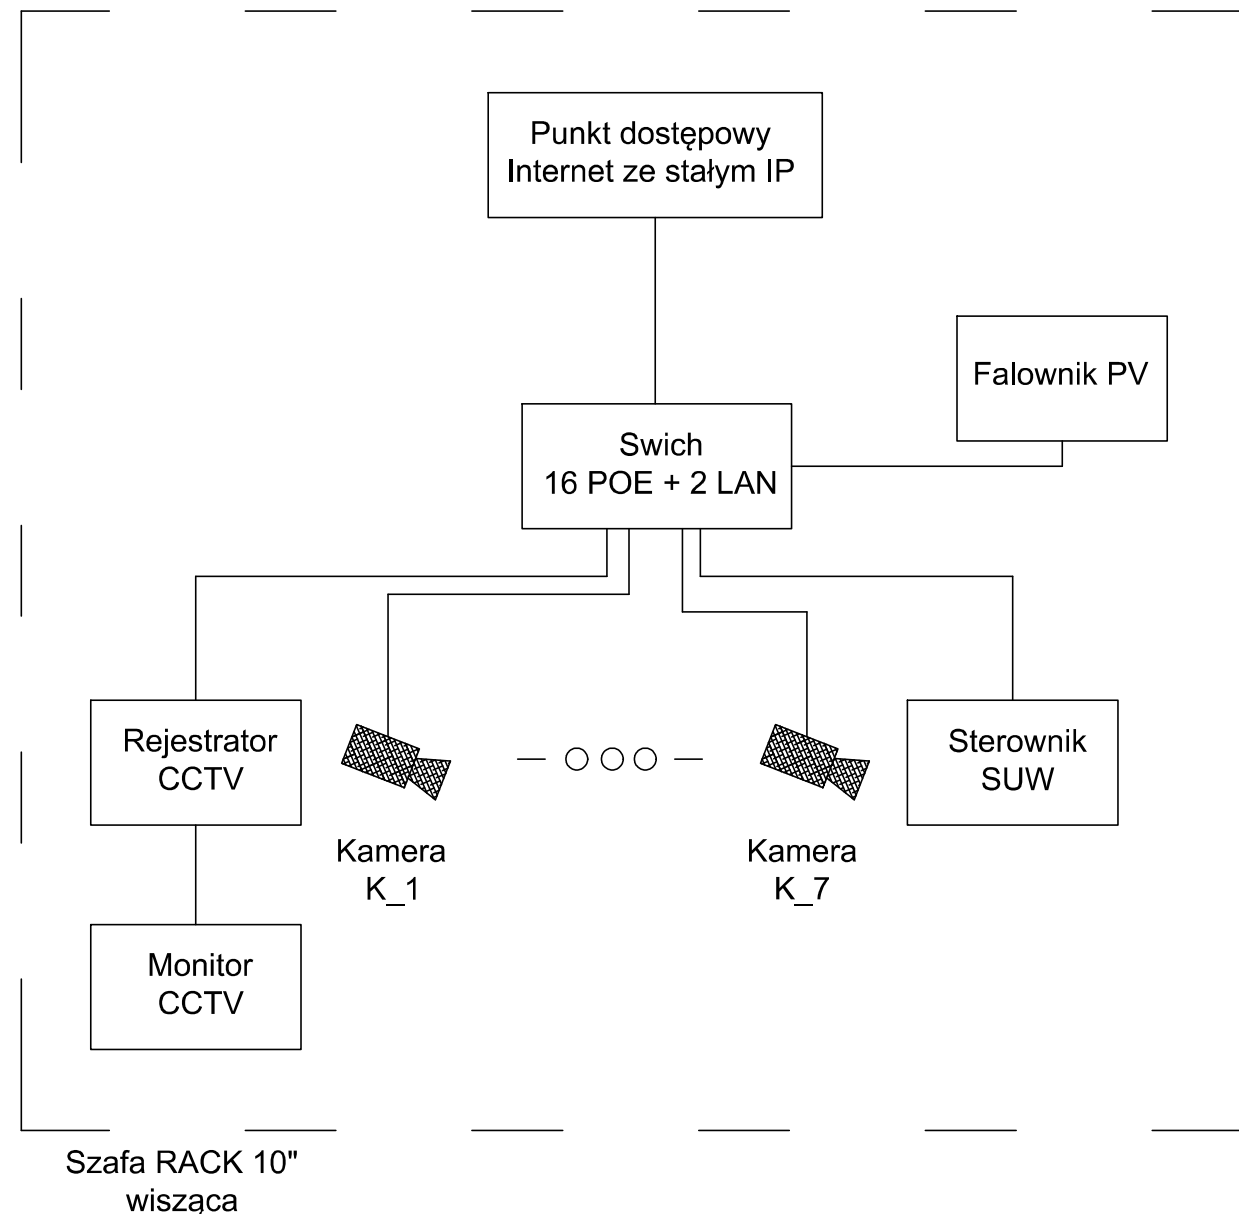 Punkt dostępowy
Internet ze stałym IP
Falownik PV
Swich
16 POE + 2 LAN
Rejestrator
CCTV
Kamera
K_1
Kamera
K_7
Sterownik
SUW
Monitor
CCTV
Szafa RACK 10"
wisząca